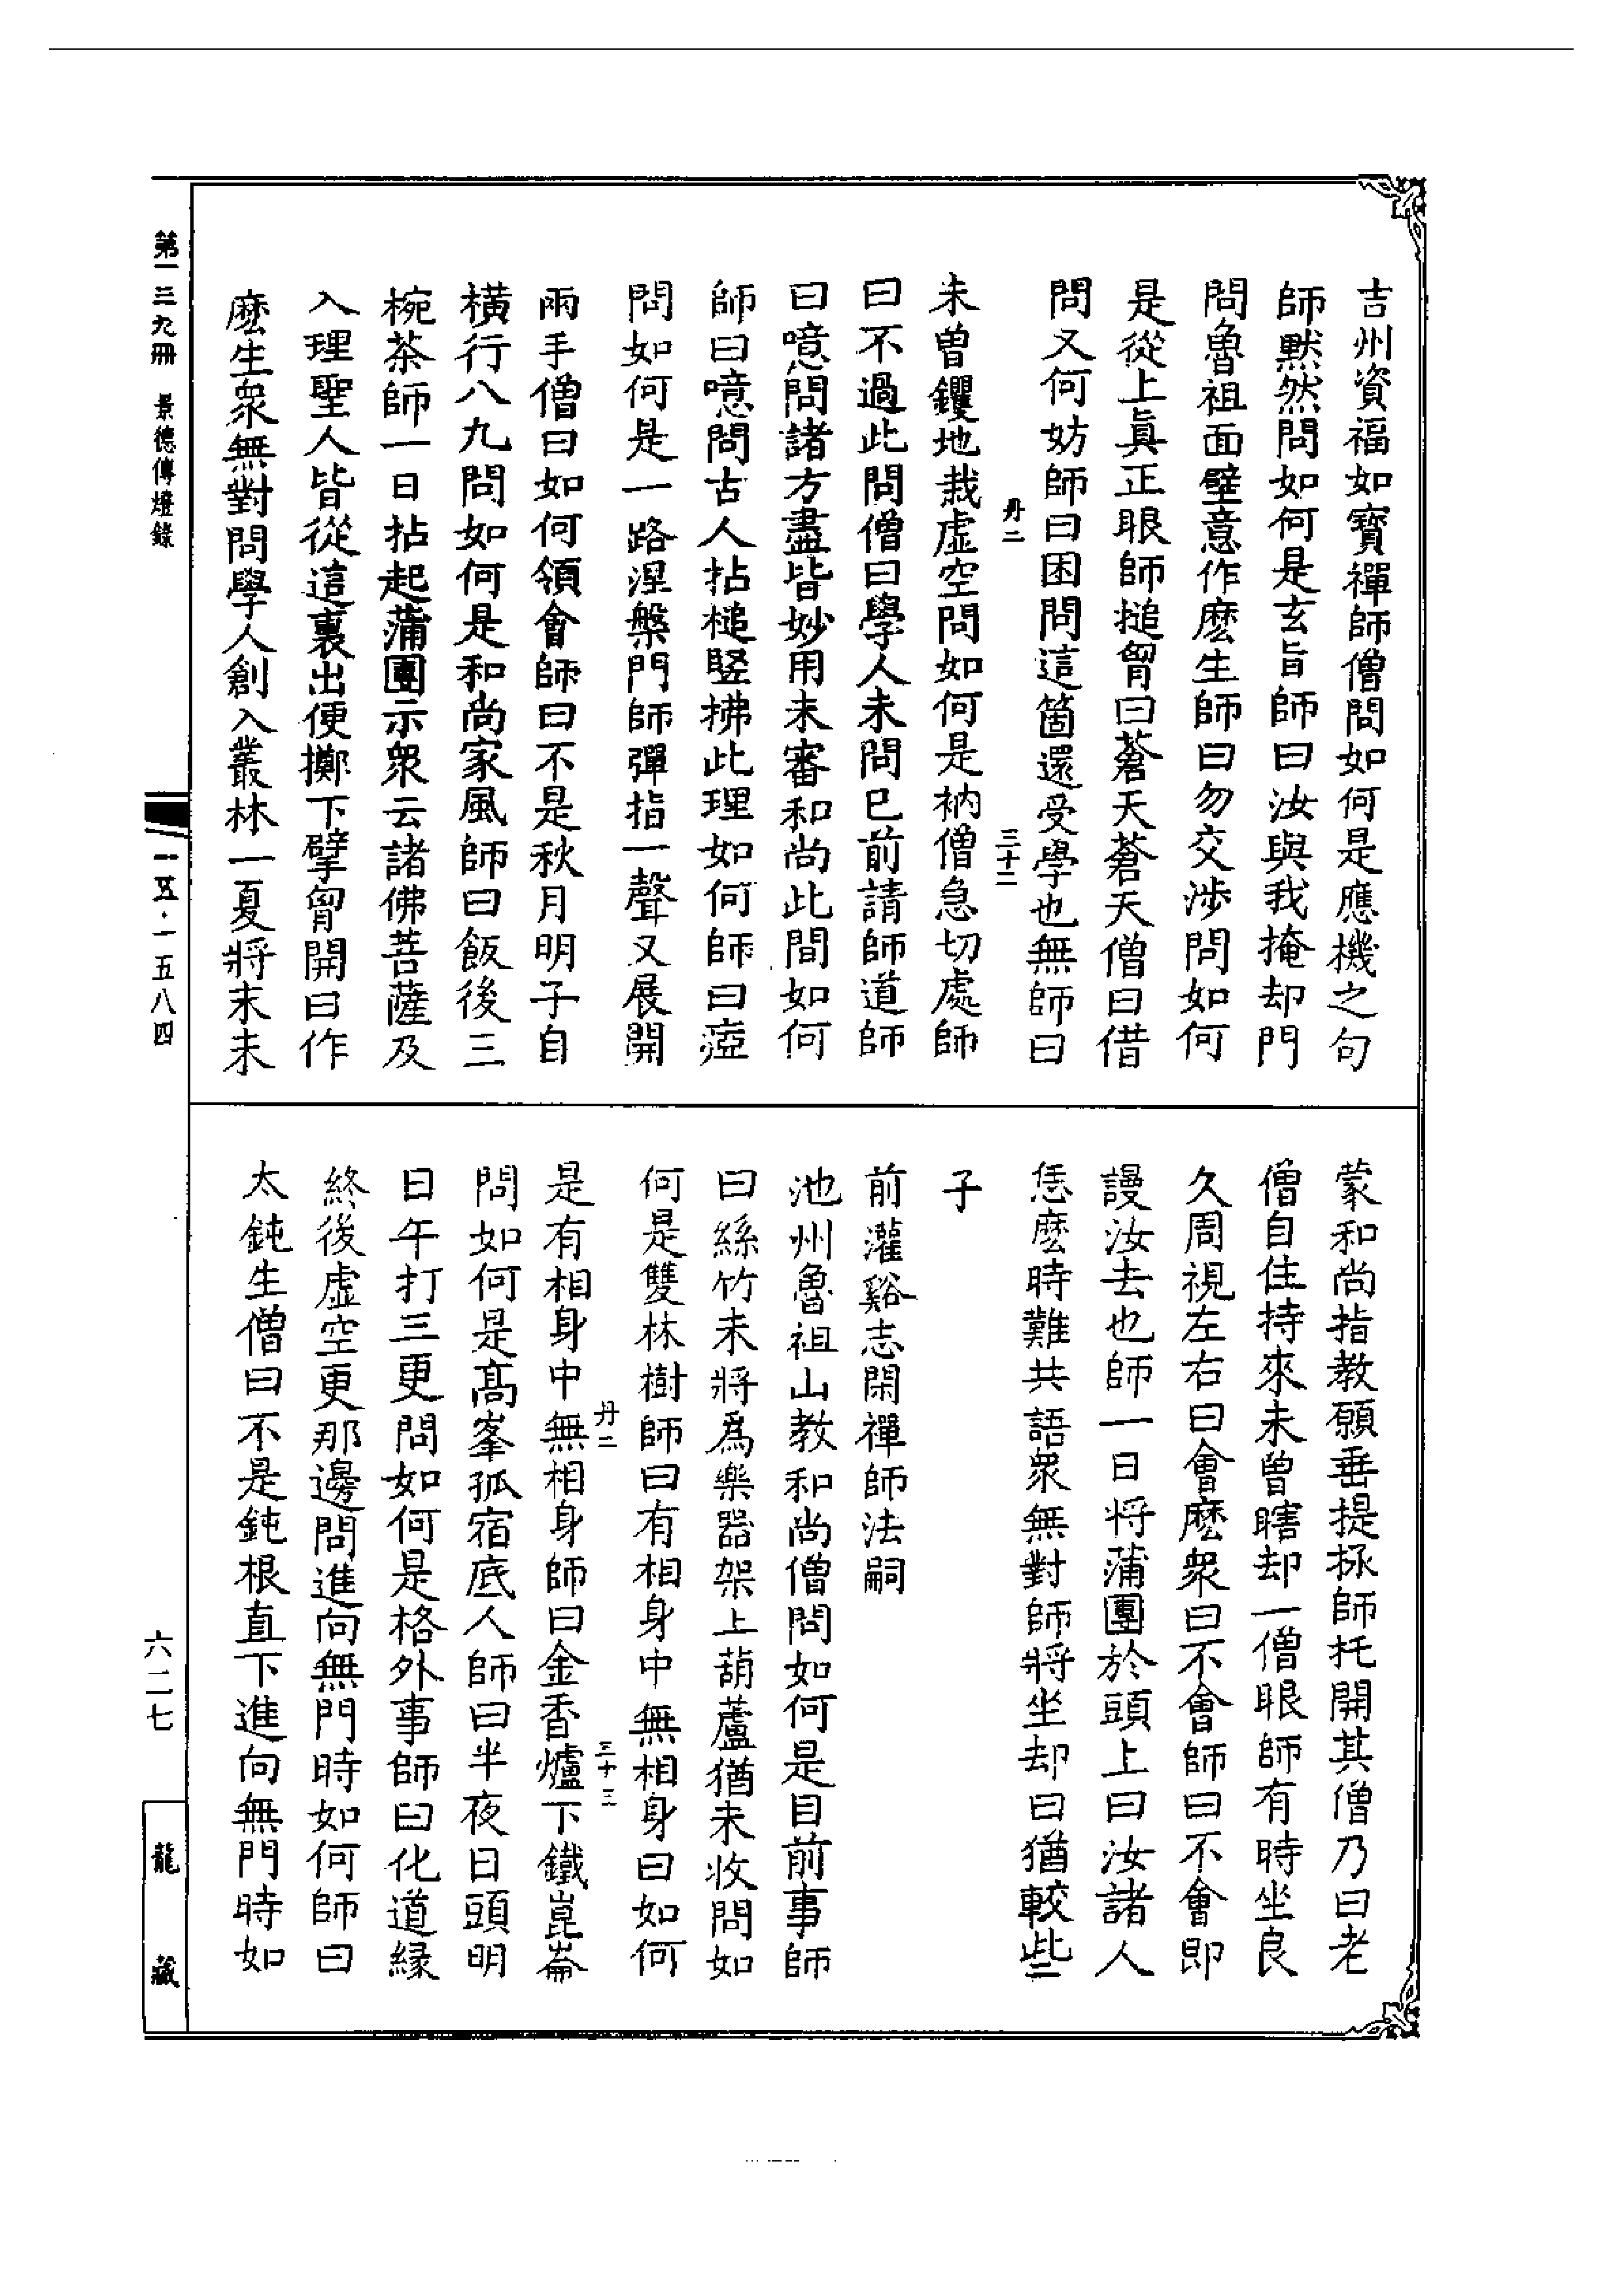 吉州資福如寶禪師僧問如何是應機之句
師默然問如何是玄旨師曰汝與我掩却門
問魯祖面壁意作麽生師曰勿交涉問如何
是從上眞正眼師搥胷曰蒼天蒼天僧曰借
問又何妨師曰困問這箇還受學也無師曰
丹二
三十二
未曾钁地栽虛空問如何是衲僧急切處師
曰不過此問僧曰學人未問已前請師道師
曰噫問諸方盡皆妙用未審和尚此間如何
師曰噫問古人拈槌竪拂此理如何師曰瘂
問如何是一路涅槃門師彈指一聲又展開
兩手僧曰如何領會師曰不是秋月明子自
橫行八九問如何是和尚家風師曰飯後三
椀茶師一日拈起蒲團示衆云諸佛菩薩及
入理聖人皆從這裏出便擲下擘胷開曰作
麽生衆無對問學人創入叢林一夏將末未
蒙和尚指教願垂提拯師托開其僧乃曰老
僧自住持來未曾瞎却一僧眼師有時坐良
久周視左右曰會麽衆曰不會師曰不會即
謾汝去也師一日將蒲團於頭上曰汝諸人
恁麽時難共語衆無對師將坐却曰猶較些
子
前灌谿志閑禪師法嗣
池州魯祖山教和尚僧問如何是目前事師
曰絲竹未將爲樂器架上葫蘆猶未收問如
何是雙林樹師曰有相身中無相身曰如何
丹二
三十三
是有相身中無相身師曰金香爐下鐵崑崙
問如何是髙峯孤宿底人師曰半夜日頭明
日午打三更問如何是格外事師曰化道緣
終後虛空更那邊問進向無門時如何師曰
太鈍生僧曰不是鈍根直下進向無門時如
第一三九冊 景德傳燈錄
一五·一五八四
六二七
龍藏